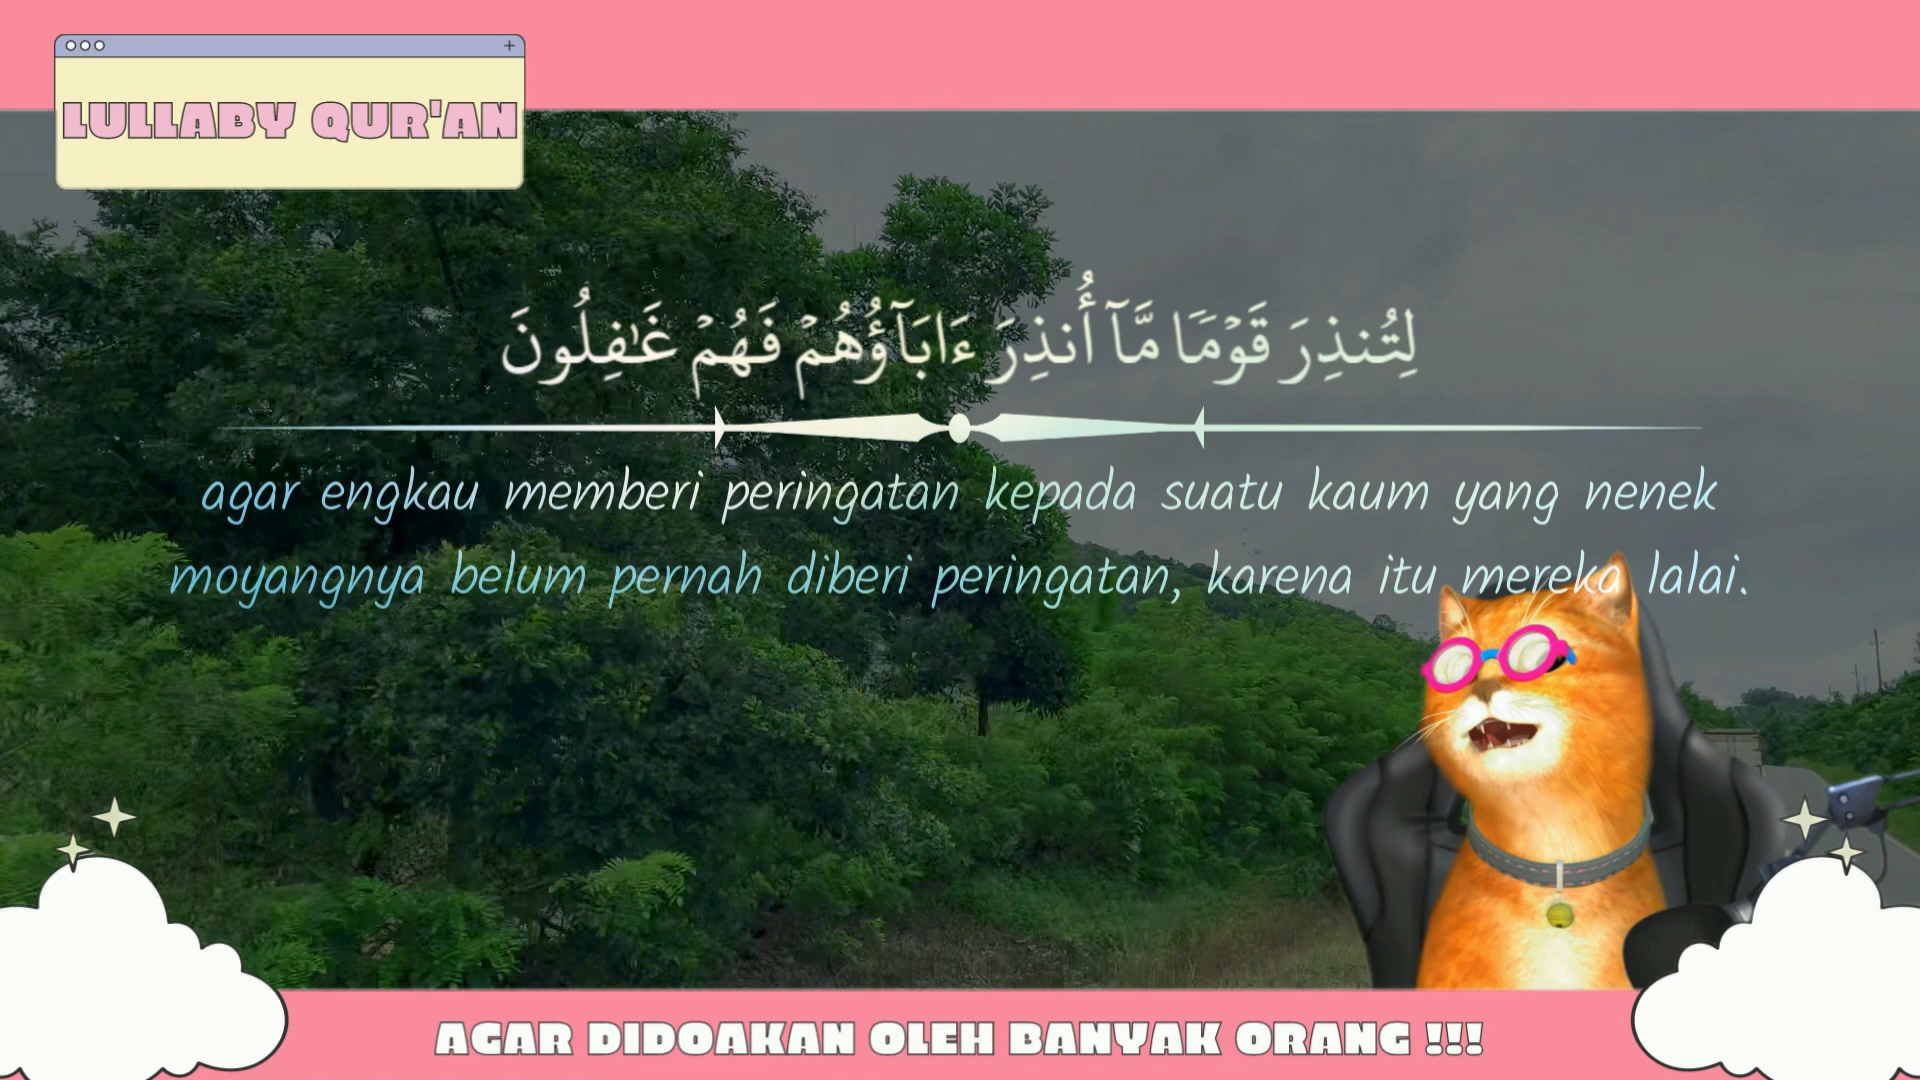 LULLABY QUR'AN
لِتُنذِرَ قَوْمًا مَّآ أُنذِرَ ءَابَآؤُهُمْ فَهُمْ غَـٰفِلُونَ
agar engkau memberi peringatan kepada suatu kaum yang nenek
moyangnya belum pernah diberi peringatan, karena itu mereka lalai.
AGAR DIDOAKAN OLEH BANYAK ORANG !!!